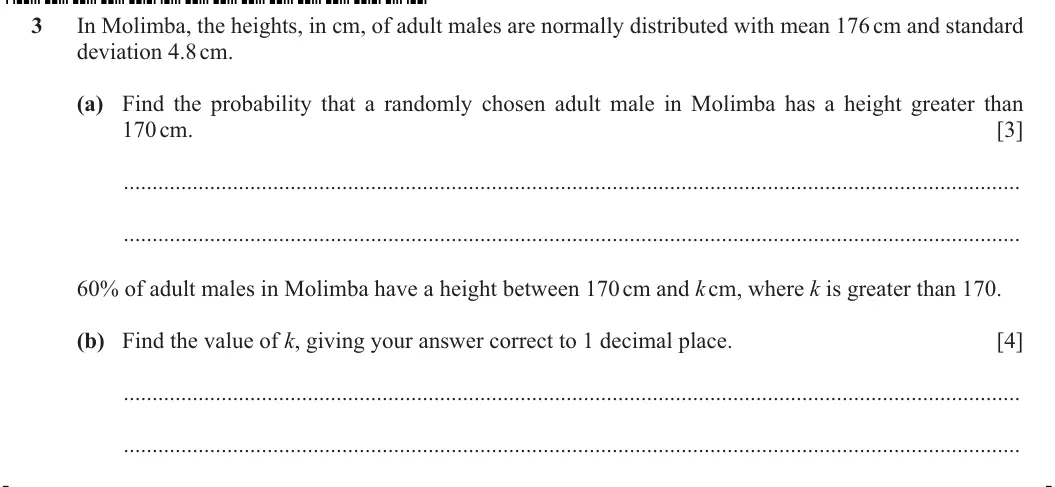 3 In Molimba, the heights, in cm, of adult males are normally distributed with mean 176 cm and standard
deviation 4.8 cm.
(a) Find the probability that a randomly chosen adult male in Molimba has a height greater than
170 cm. [3]
................................................................................
................................................................................
60% of adult males in Molimba have a height between 170 cm and k cm, where k is greater than 170.
(b) Find the value of k, giving your answer correct to 1 decimal place. [4]
................................................................................
................................................................................